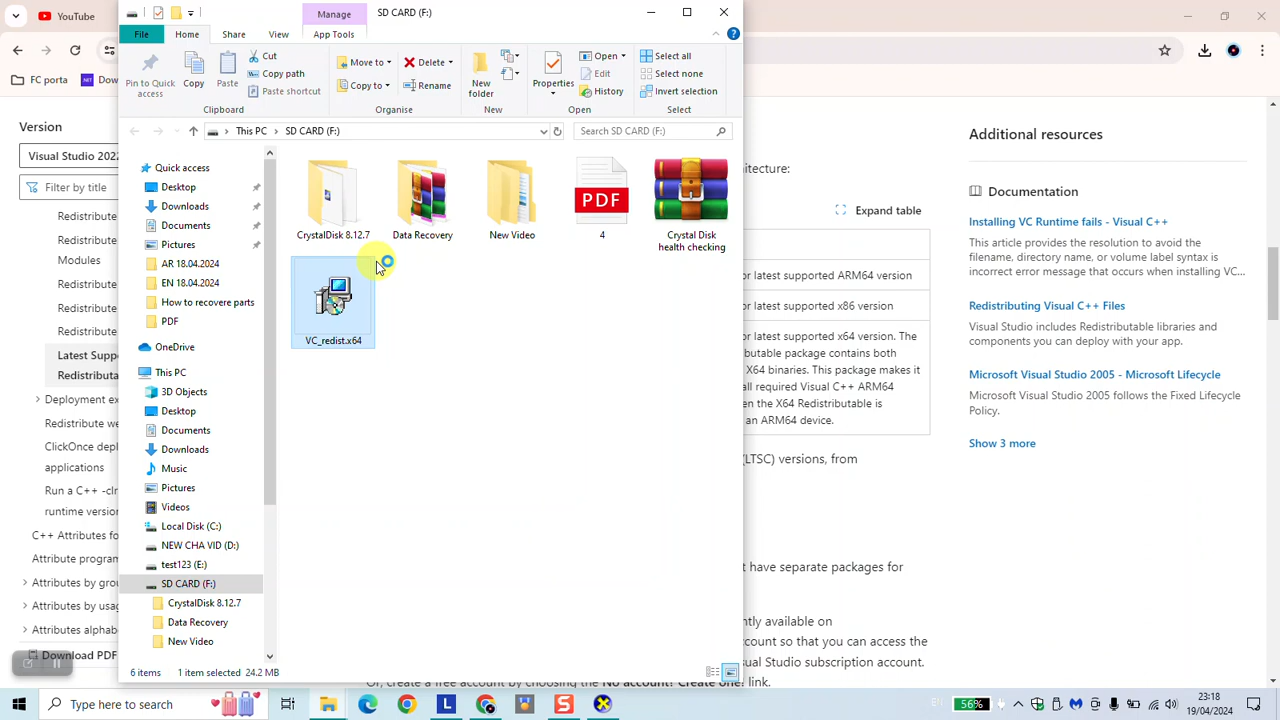 YouTube
FC porta
Dow
Version
Visual Studio 2022
Filter by title
Redistribute
Redistribute
Modules
Redistribute
Redistribute
Redistribute
Latest Supp
Redistributa
Deployment ex
Redistribute we
ClickOnce depl
applications
Run a C++ -clr
runtime versio
C++ Attributes fo
Attribute program
Attributes by grou
Attributes by usag
Attributes alphab
Download PDF
Manage
SD CARD (F:)
File
Home
Share
View
App Tools
Pin to Quick access
Copy
Paste
Cut
Copy path
Paste shortcut
Clipboard
Move to
Copy to
Delete
Rename
Organise
New folder
New
Properties
Open
Edit
History
Open
Select all
Select none
Invert selection
Select
This PC
SD CARD (F:)
Search SD CARD (F:)
Quick access
Desktop
Downloads
Documents
Pictures
AR 18.04.2024
EN 18.04.2024
How to recovere parts
PDF
OneDrive
This PC
3D Objects
Desktop
Documents
Downloads
Music
Pictures
Videos
Local Disk (C:)
NEW CHA VID (D:)
test123 (E:)
SD CARD (F:)
CrystalDisk 8.12.7
Data Recovery
New Video
CrystalDisk 8.12.7
Data Recovery
New Video
PDF
4
Crystal Disk
health checking
VC_redist.x64
6 items
1 item selected 24.2 MB
hitecture:
Expand table
or latest supported ARM64 version
or latest supported x86 version
or latest supported x64 version. The
butable package contains both
X64 binaries. This package makes it
all required Visual C++ ARM64
en the X64 Redistributable is
an ARM64 device.
(LTSC) versions, from
t have separate packages for
ntly available on
count so that you can access the
sual Studio subscription account.
Or, create a free account by choosing the No account? Create one! link.
Additional resources
Documentation
Installing VC Runtime fails - Visual C++
This article provides the resolution to avoid the
filename, directory name, or volume label syntax is
incorrect error message that occurs when installing VC...
Redistributing Visual C++ Files
Visual Studio includes Redistributable libraries and
components you can deploy with your app.
Microsoft Visual Studio 2005 - Microsoft Lifecycle
Microsoft Visual Studio 2005 follows the Fixed Lifecycle
Policy.
Show 3 more
Type here to search
56%
23:18
19/04/2024